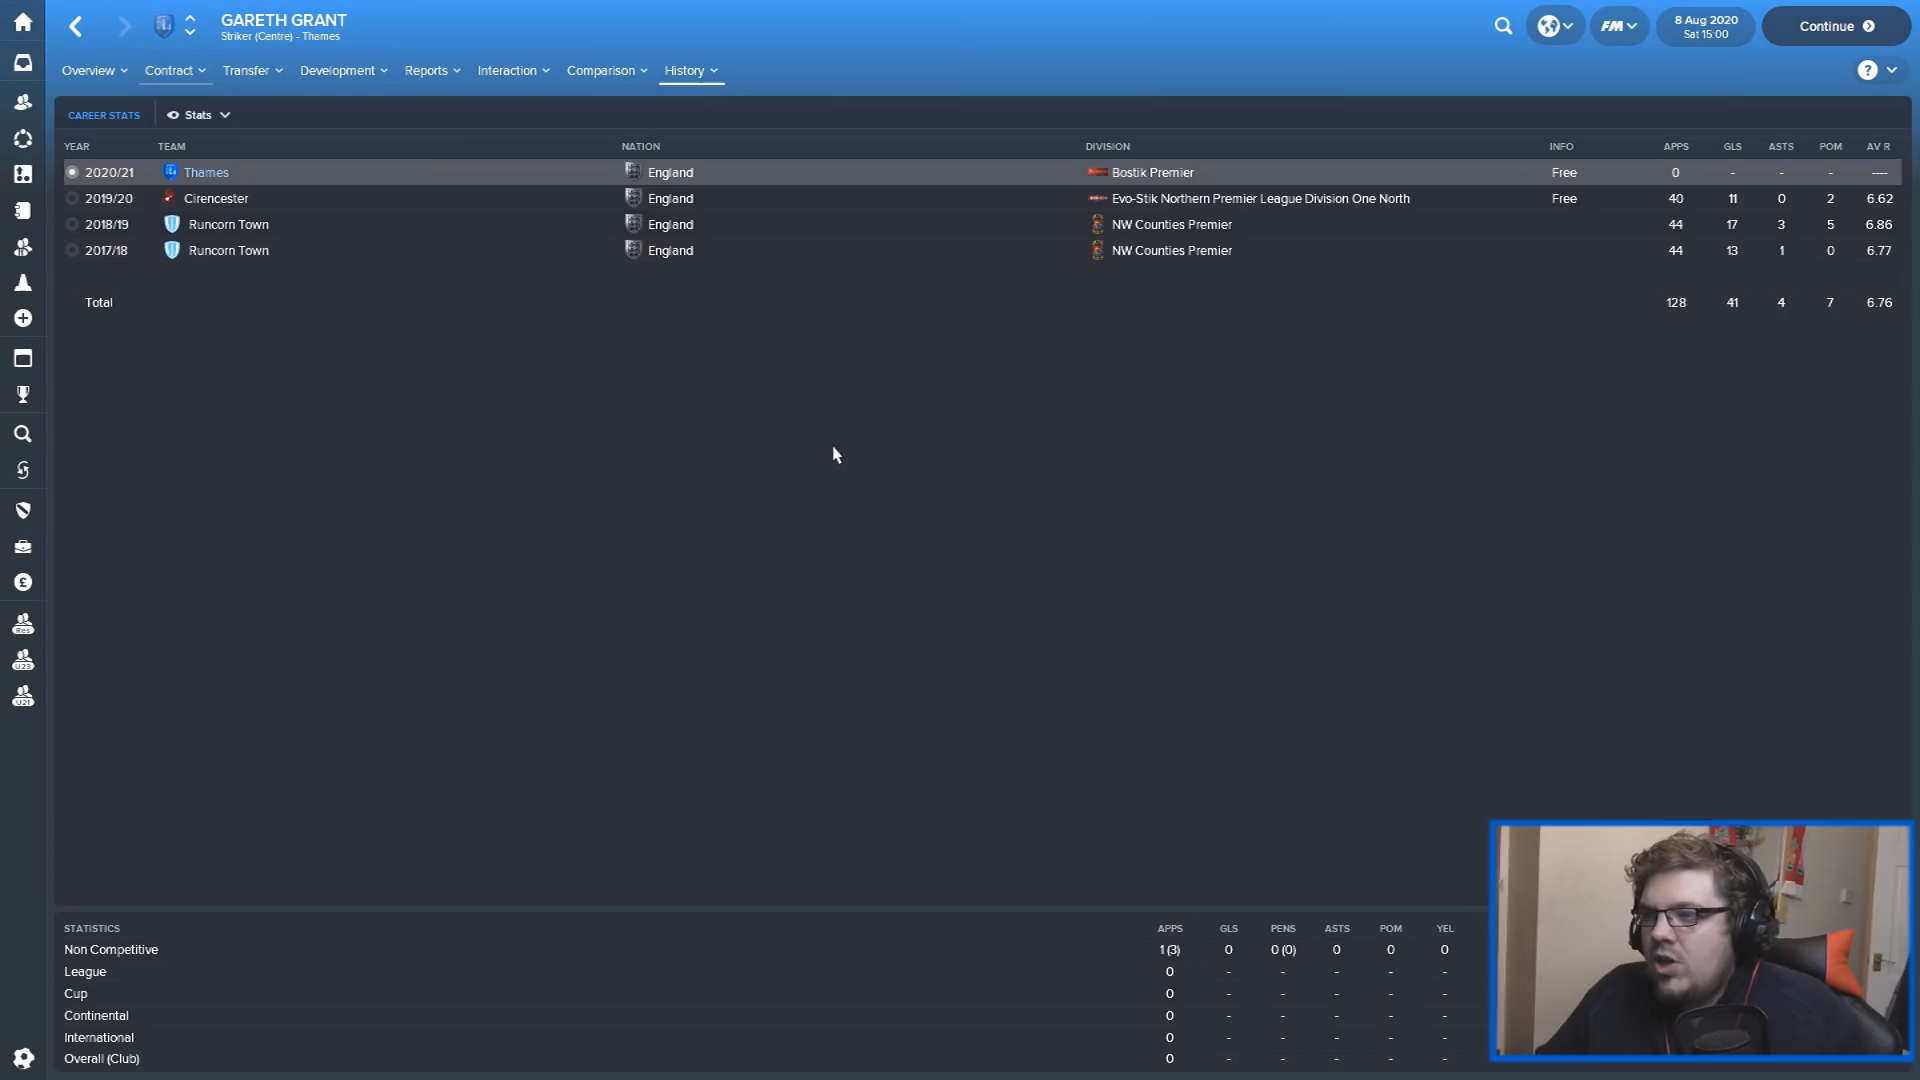 GARETH GRANT
Striker (Centre) - Thames
FM
8 Aug 2020
Sat 15:00
Continue
Overview Contract Transfer Development Reports Interaction Comparison History
?
CAREER STATS Stats
YEAR TEAM NATION DIVISION INFO APPS GLS ASTS POM AV R
2020/21 Thames England Bostik Premier Free 0 - - - ----
2019/20 Cirencester England Evo-Stik Northern Premier League Division One North Free 40 11 0 2 6.62
2018/19 Runcorn Town England NW Counties Premier 44 17 3 5 6.86
2017/18 Runcorn Town England NW Counties Premier 44 13 1 0 6.77
Total 128 41 4 7 6.76
£
Res
U23
U21
STATISTICS APPS GLS PENS ASTS POM YEL
Non Competitive 1 (3) 0 0 (0) 0 0 0
League 0 - - - - -
Cup 0 - - - - -
Continental 0 - - - - -
International 0 - - - - -
Overall (Club) 0 - - - - -